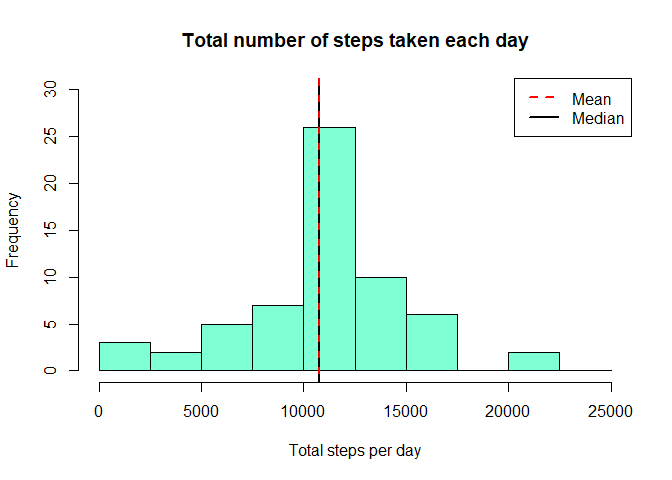 Total number of steps taken each day
Mean
Median
Frequency
30
25
20
15
10
5
0
0 5000 10000 15000 20000 25000
Total steps per day